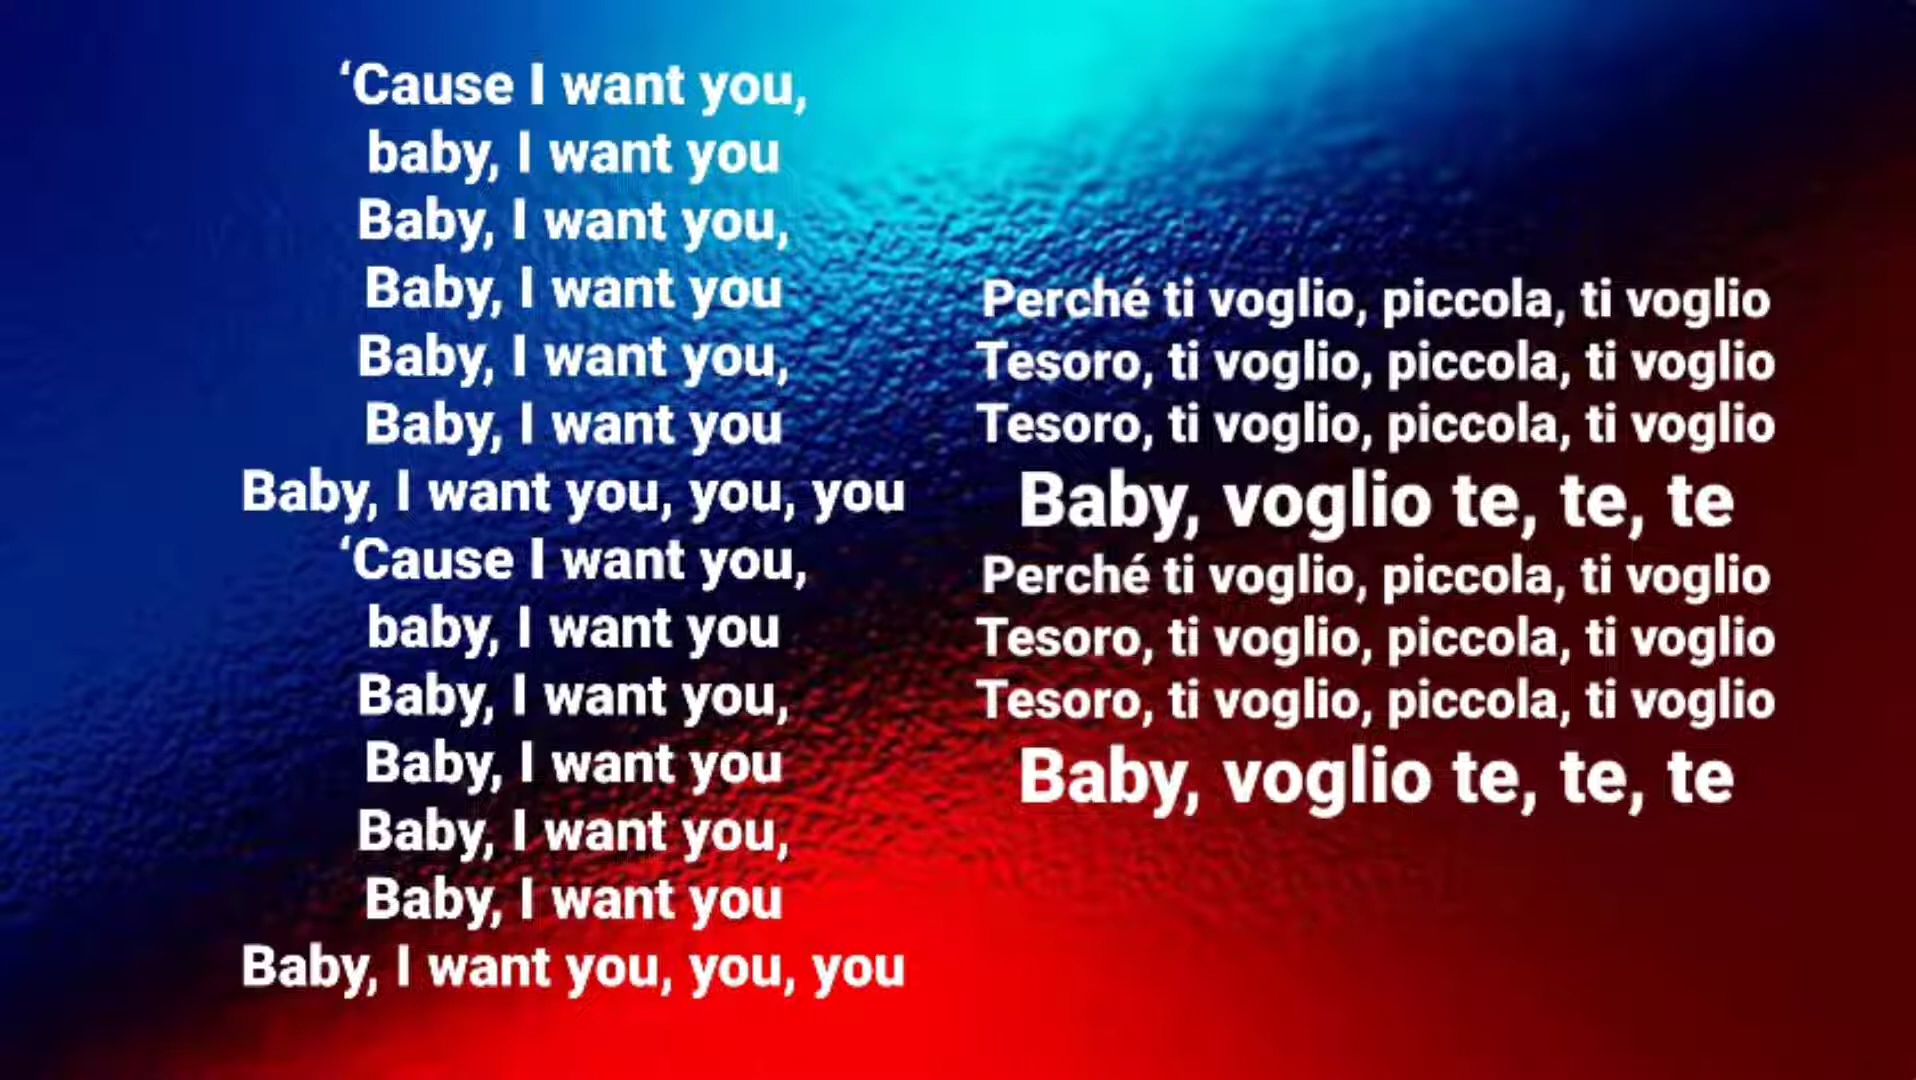 ‘Cause I want you,
baby, I want you
Baby, I want you,
Baby, I want you
Baby, I want you,
Baby, I want you
Baby, I want you, you, you
‘Cause I want you,
baby, I want you
Baby, I want you,
Baby, I want you
Baby, I want you,
Baby, I want you
Baby, I want you, you, you
Perché ti voglio, piccola, ti voglio
Tesoro, ti voglio, piccola, ti voglio
Tesoro, ti voglio, piccola, ti voglio
Baby, voglio te, te, te
Perché ti voglio, piccola, ti voglio
Tesoro, ti voglio, piccola, ti voglio
Tesoro, ti voglio, piccola, ti voglio
Baby, voglio te, te, te